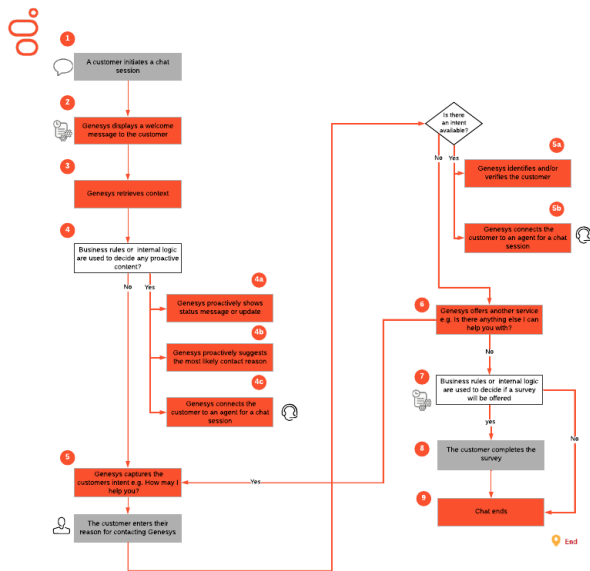 1
A customer initiates a chat
session
2
Genesys displays a welcome
message to the customer
3
Genesys retrieves context
4
Business rules or internal logic
are used to decide any proactive
content?
No
Yes
4a
Genesys proactively shows
status message or update
4b
Genesys proactively suggests
the most likely contact reason
4c
Genesys connects the
customer to an agent for a chat
session
5
Genesys captures the
customers intent e.g. How may I
help you?
The customer enters their
reason for contacting Genesys
Is there
an intent
available?
No
Yes
5a
Genesys identifies and/or
verifies the customer
5b
Genesys connects the
customer to an agent for a chat
session
6
Genesys offers another service
e.g. Is there anything else I can
help you with?
Yes
No
7
Business rules or internal logic
are used to decide if a survey
will be offered
yes
No
8
The customer completes the
survey
9
Chat ends
End